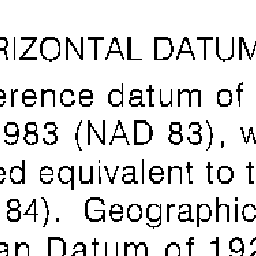 RIZONTAL DATUM
erence datum of
983 (NAD 83), w
ed equivalent to t
84). Geographic
an Datum of 192